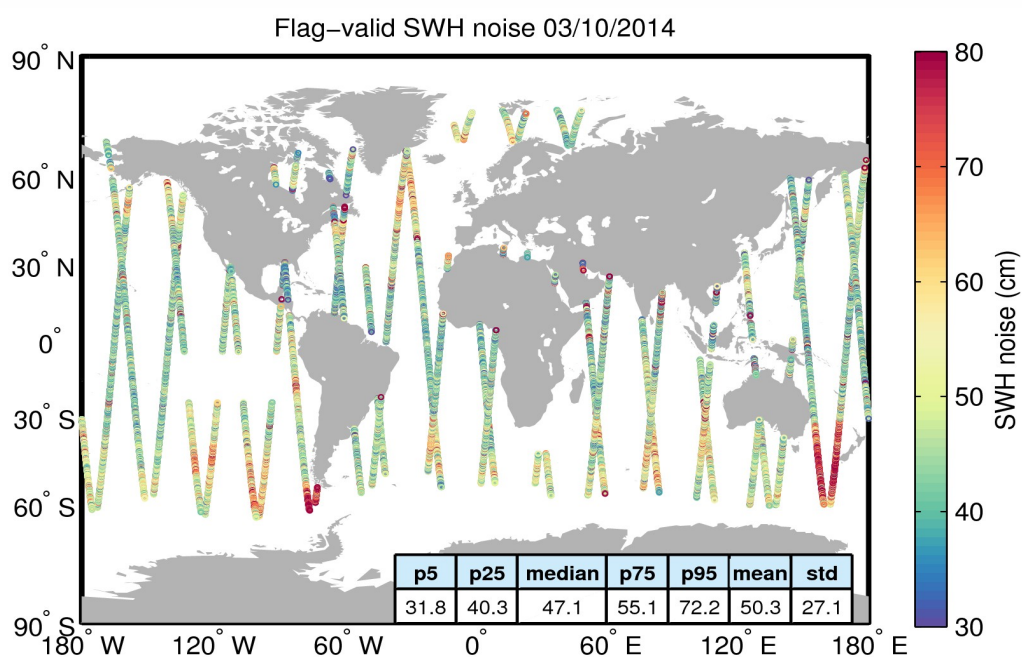 Flag−valid SWH noise 03/10/2014
90° N
60° N
30° N
0°
30° S
60° S
90° S
180° W
120° W
60° W
0°
60° E
120° E
180° E
80
70
60
50
40
30
SWH noise (cm)
p5 p25 median p75 p95 mean std
31.8 40.3 47.1 55.1 72.2 50.3 27.1